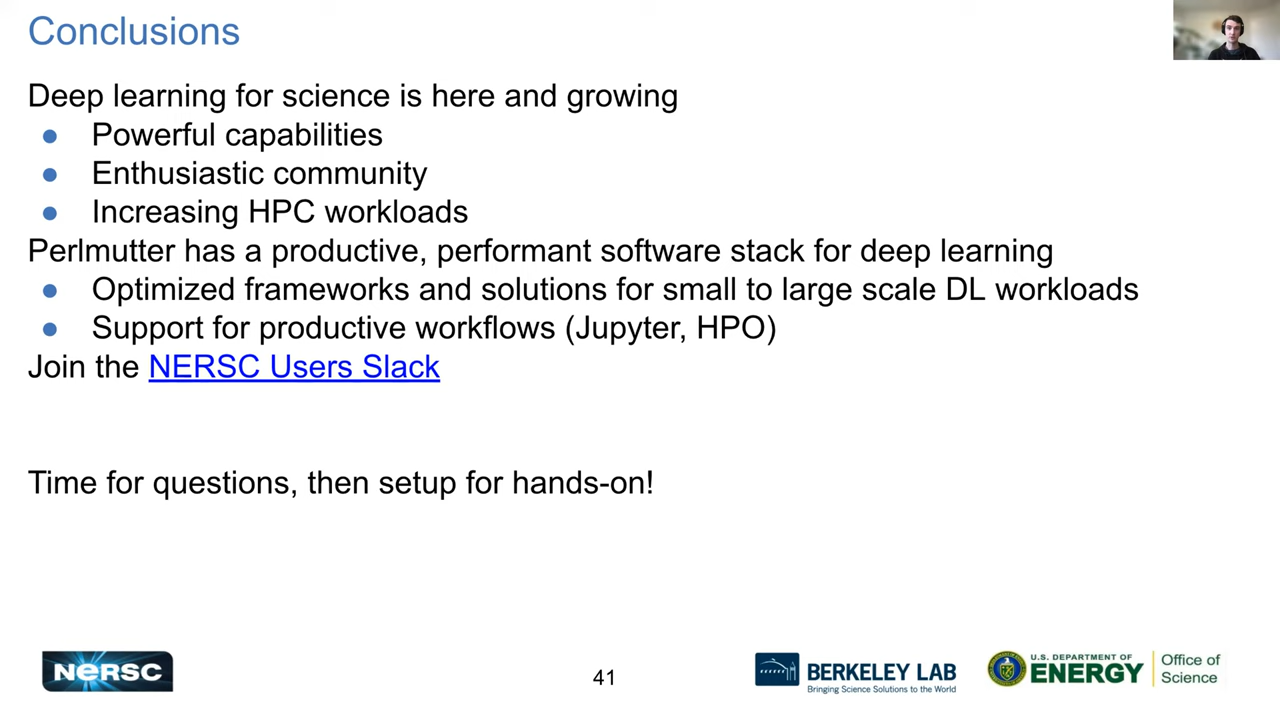 Conclusions
Deep learning for science is here and growing
● Powerful capabilities
● Enthusiastic community
● Increasing HPC workloads
Perlmutter has a productive, performant software stack for deep learning
● Optimized frameworks and solutions for small to large scale DL workloads
● Support for productive workflows (Jupyter, HPO)
Join the NERSC Users Slack
Time for questions, then setup for hands-on!
NERSC
41
BERKELEY LAB
Bringing Science Solutions to the World
U.S. DEPARTMENT OF
ENERGY
Office of
Science